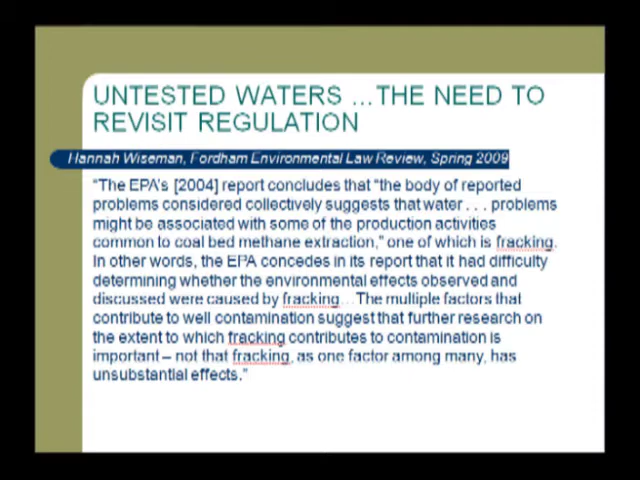 UNTESTED WATERS ...THE NEED TO
REVISIT REGULATION
Hannah Wiseman, Fordham Environmental Law Review, Spring 2009
“The EPA’s [2004] report concludes that “the body of reported
problems considered collectively suggests that water . . . problems
might be associated with some of the production activities
common to coal bed methane extraction,” one of which is fracking.
In other words, the EPA concedes in its report that it had difficulty
determining whether the environmental effects observed and
discussed were caused by fracking...The multiple factors that
contribute to well contamination suggest that further research on
the extent to which fracking contributes to contamination is
important – not that fracking, as one factor among many, has
unsubstantial effects.”